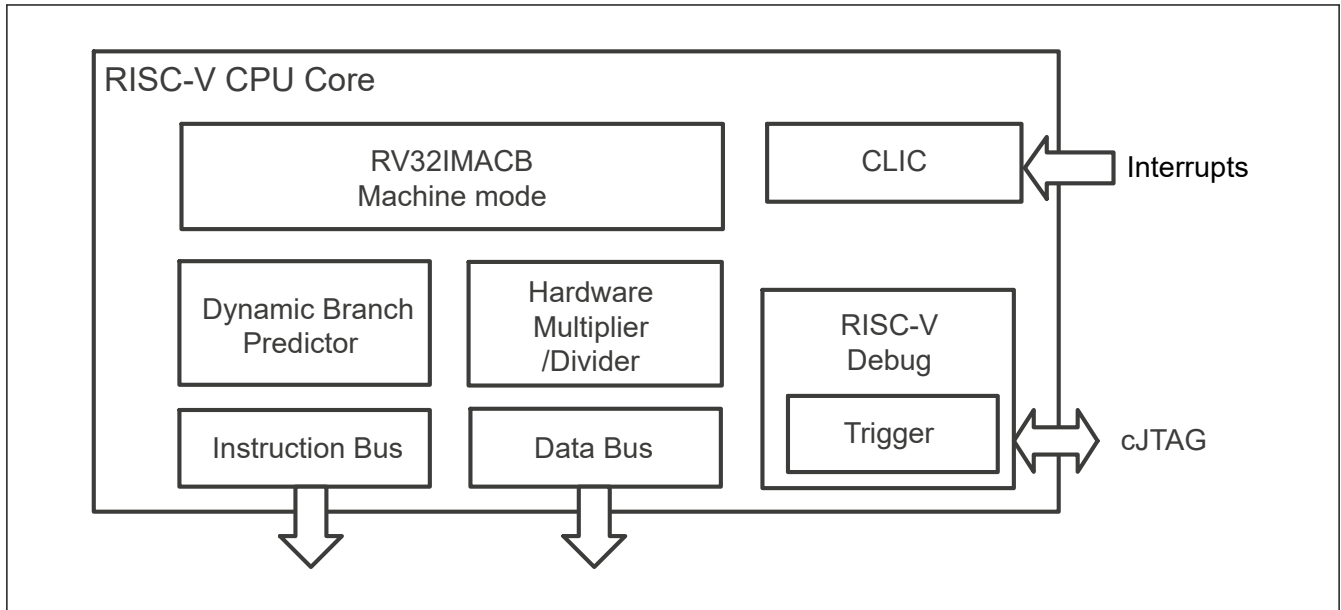 RISC-V CPU Core
RV32IMACB
Machine mode
CLIC
Interrupts
Dynamic Branch
Predictor
Hardware
Multiplier
/Divider
RISC-V
Debug
Trigger
cJTAG
Instruction Bus
Data Bus